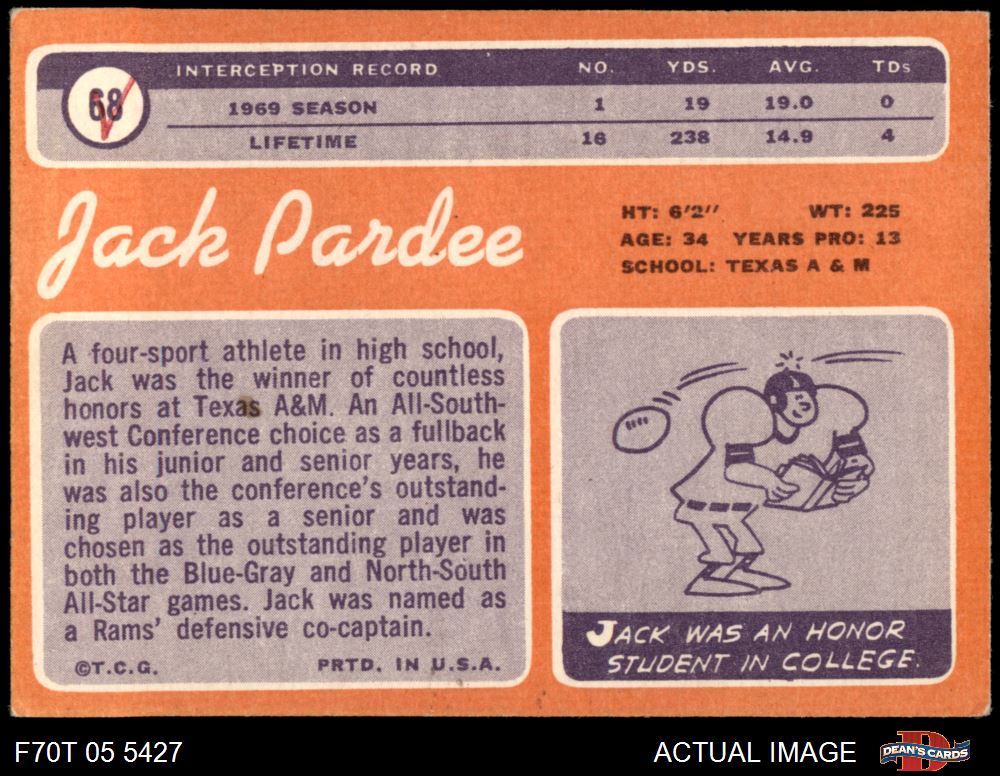 68
INTERCEPTION RECORD NO. YDS. AVG. TDs
1969 SEASON 1 19 19.0 0
LIFETIME 16 238 14.9 4
Jack Pardee
HT: 6'2" WT: 225
AGE: 34 YEARS PRO: 13
SCHOOL: TEXAS A & M
A four-sport athlete in high school,
Jack was the winner of countless
honors at Texas A&M. An All-South-
west Conference choice as a fullback
in his junior and senior years, he
was also the conference's outstand-
ing player as a senior and was
chosen as the outstanding player in
both the Blue-Gray and North-South
All-Star games. Jack was named as
a Rams' defensive co-captain.
©T.C.G. PRTD. IN U.S.A.
JACK WAS AN HONOR
STUDENT IN COLLEGE.
F70T 05 5427 ACTUAL IMAGE
D
DEAN'S CARDS